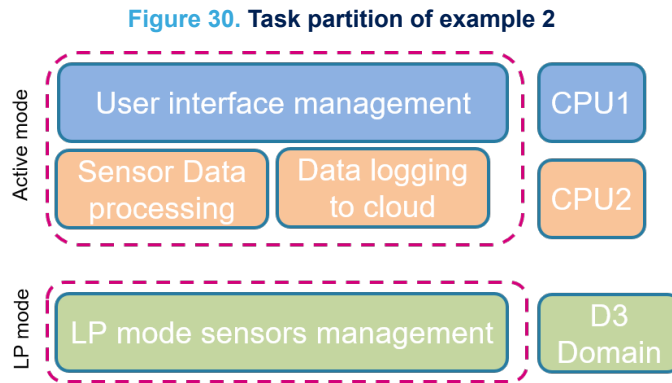 Figure 30. Task partition of example 2
Active mode
User interface management
CPU1
Sensor Data
processing
Data logging
to cloud
CPU2
LP mode
LP mode sensors management
D3
Domain